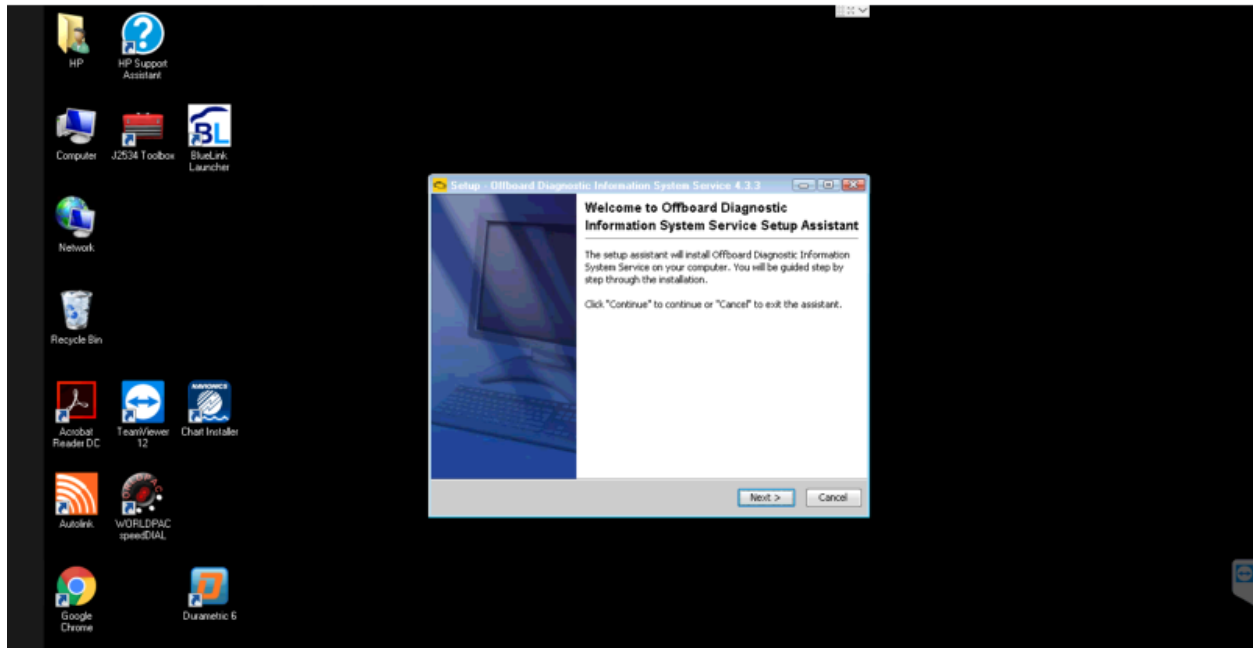 HP
HP Support
Assistant
Computer
J2534 Toolbox
BL
BlueLink
Launcher
Network
Recycle Bin
Acrobat
Reader DC
TeamViewer
12
NAVIONICS
Chart Installer
Autolink
WORLDPAC
WORLDPAC
speedDIAL
Google
Chrome
Durametric 6
Setup - Offboard Diagnostic Information System Service 4.3.3
Welcome to Offboard Diagnostic
Information System Service Setup Assistant
The setup assistant will install Offboard Diagnostic Information
System Service on your computer. You will be guided step by
step through the installation.
Click "Continue" to continue or "Cancel" to exit the assistant.
Next >
Cancel